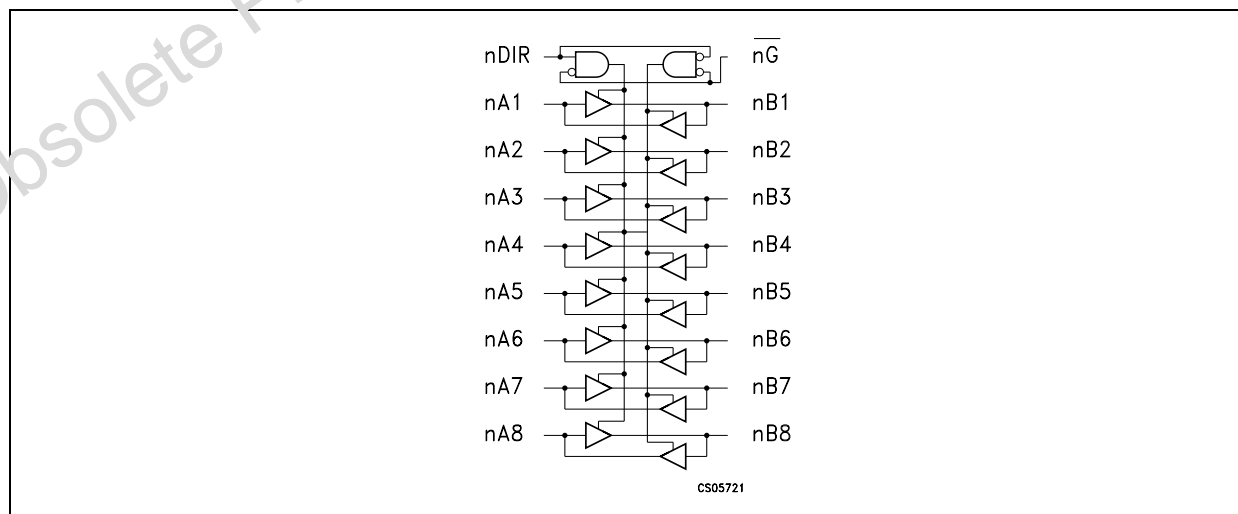 Obsolete P
nDIR nG
nA1 nB1
nA2 nB2
nA3 nB3
nA4 nB4
nA5 nB5
nA6 nB6
nA7 nB7
nA8 nB8
CS05721